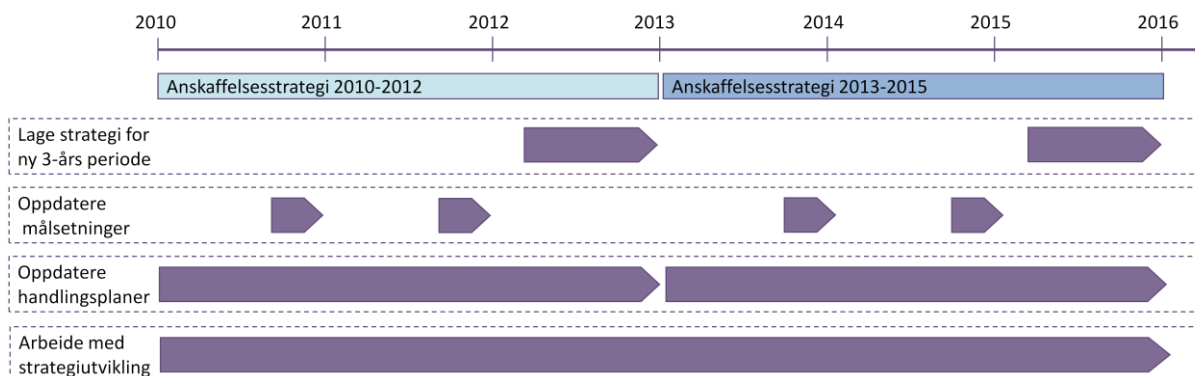 2010 2011 2012 2013 2014 2015 2016
Anskaffelsesstrategi 2010-2012 Anskaffelsesstrategi 2013-2015
Lage strategi for
ny 3-års periode
Oppdatere
målsetninger
Oppdatere
handlingsplaner
Arbeide med
strategiutvikling